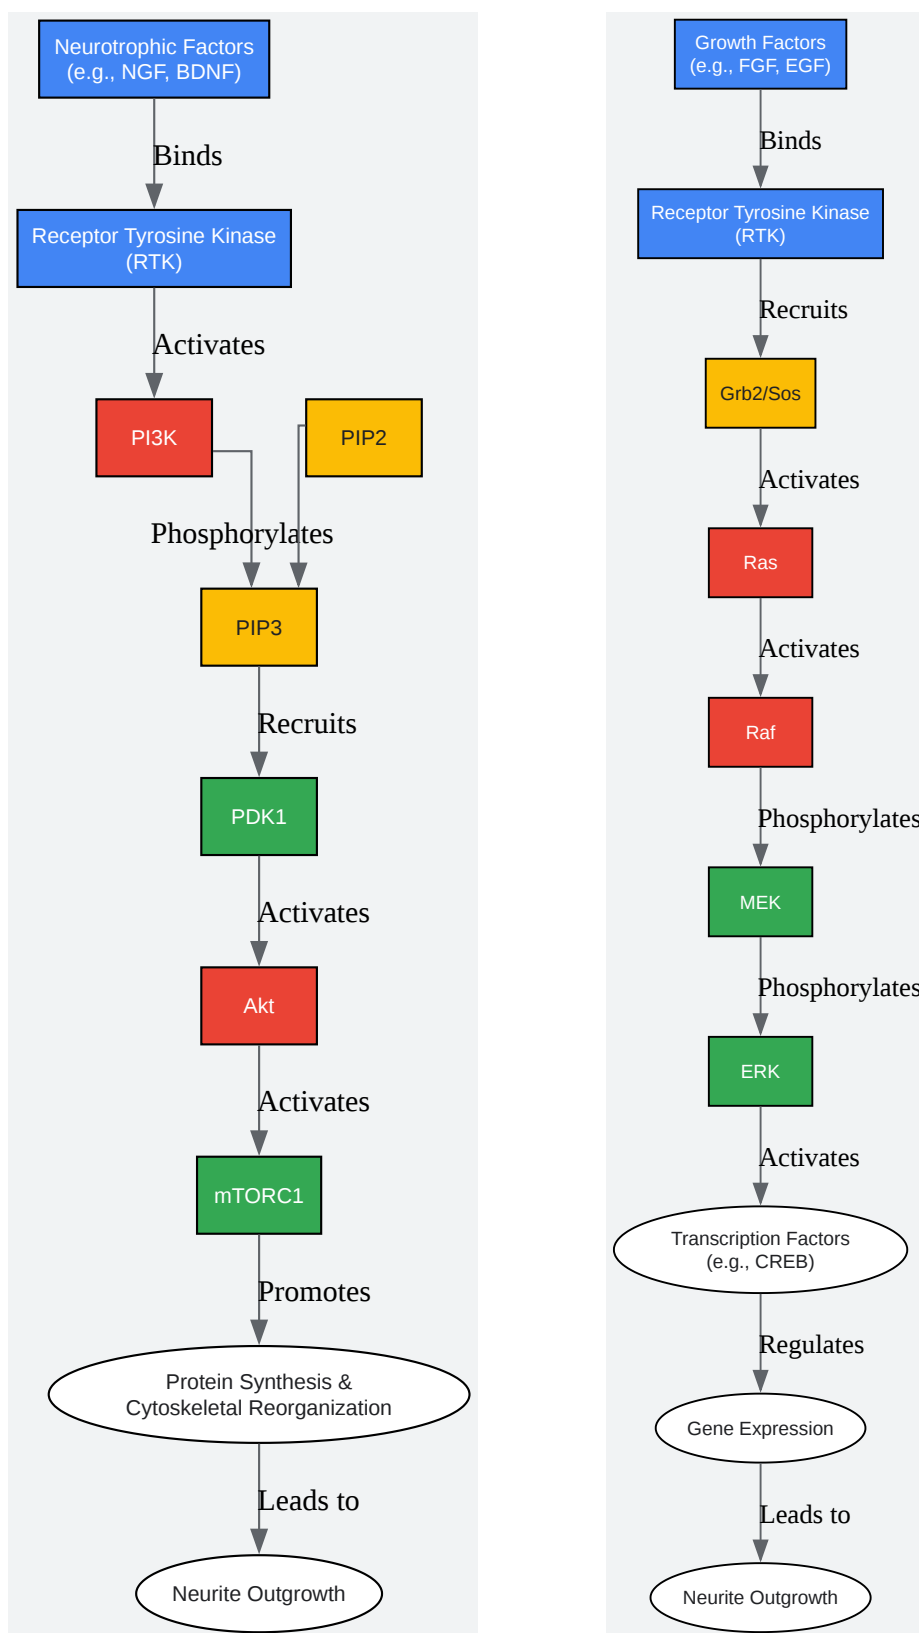 Neurotrophic Factors
(e.g., NGF, BDNF)
Binds
Receptor Tyrosine Kinase
(RTK)
Activates
PI3K
PIP2
Phosphorylates
PIP3
Recruits
PDK1
Activates
Akt
Activates
mTORC1
Promotes
Protein Synthesis &
Cytoskeletal Reorganization
Leads to
Neurite Outgrowth
Growth Factors
(e.g., FGF, EGF)
Binds
Receptor Tyrosine Kinase
(RTK)
Recruits
Grb2/Sos
Activates
Ras
Activates
Raf
Phosphorylates
MEK
Phosphorylates
ERK
Activates
Transcription Factors
(e.g., CREB)
Regulates
Gene Expression
Leads to
Neurite Outgrowth